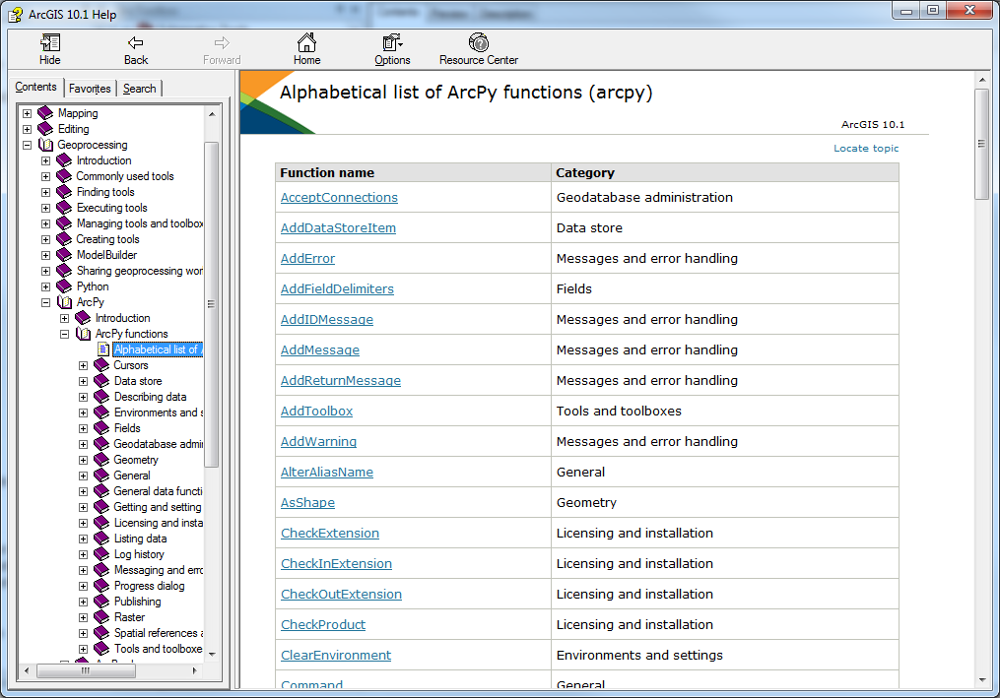 ArcGIS 10.1 Help
Hide
Back
Forward
Home
Options
Resource Center
Contents
Favorites
Search
Mapping
Editing
Geoprocessing
Introduction
Commonly used tools
Finding tools
Executing tools
Managing tools and toolbox
Creating tools
ModelBuilder
Sharing geoprocessing wor
Python
ArcPy
Introduction
ArcPy functions
Alphabetical list of
Cursors
Data store
Describing data
Environments and s
Fields
Geodatabase admi
Geometry
General
General data functi
Getting and setting
Licensing and insta
Listing data
Log history
Messaging and erro
Progress dialog
Publishing
Raster
Spatial references a
Tools and toolboxe
Alphabetical list of ArcPy functions (arcpy)
ArcGIS 10.1
Locate topic
Function name Category
AcceptConnections Geodatabase administration
AddDataStoreItem Data store
AddError Messages and error handling
AddFieldDelimiters Fields
AddIDMessage Messages and error handling
AddMessage Messages and error handling
AddReturnMessage Messages and error handling
AddToolbox Tools and toolboxes
AddWarning Messages and error handling
AlterAliasName General
AsShape Geometry
CheckExtension Licensing and installation
CheckInExtension Licensing and installation
CheckOutExtension Licensing and installation
CheckProduct Licensing and installation
ClearEnvironment Environments and settings
Command General